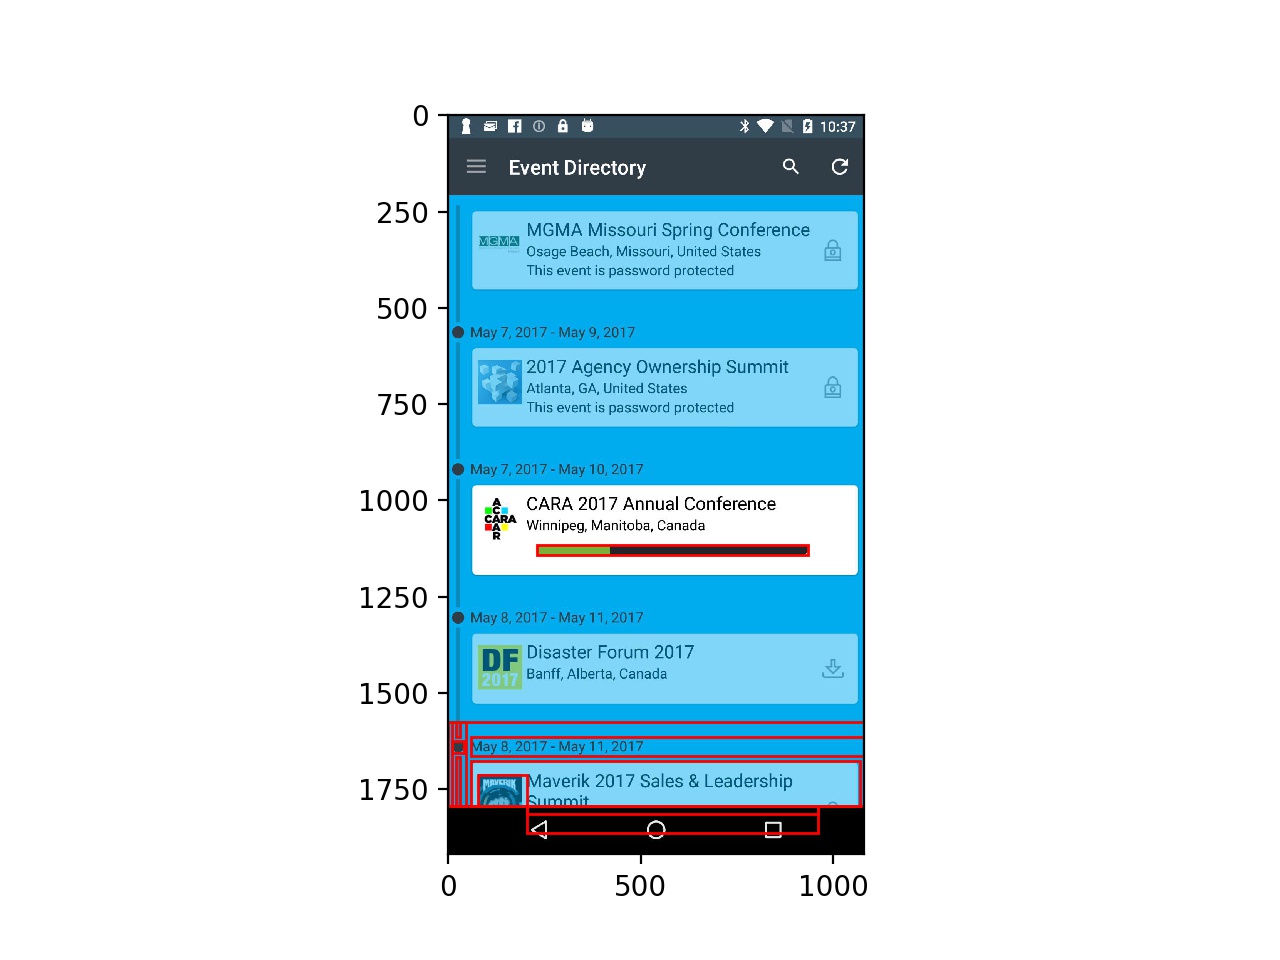 0
250
500
750
1000
1250
1500
1750
0
500
1000
10:37
Event Directory
MGMA
MGMA Missouri Spring Conference
Osage Beach, Missouri, United States
This event is password protected
May 7, 2017 - May 9, 2017
2017 Agency Ownership Summit
Atlanta, GA, United States
This event is password protected
May 7, 2017 - May 10, 2017
A
C
CARA
A
R
CARA 2017 Annual Conference
Winnipeg, Manitoba, Canada
May 8, 2017 - May 11, 2017
DF
2017
Disaster Forum 2017
Banff, Alberta, Canada
May 8, 2017 - May 11, 2017
MAVERIK
Maverik 2017 Sales & Leadership
Summit